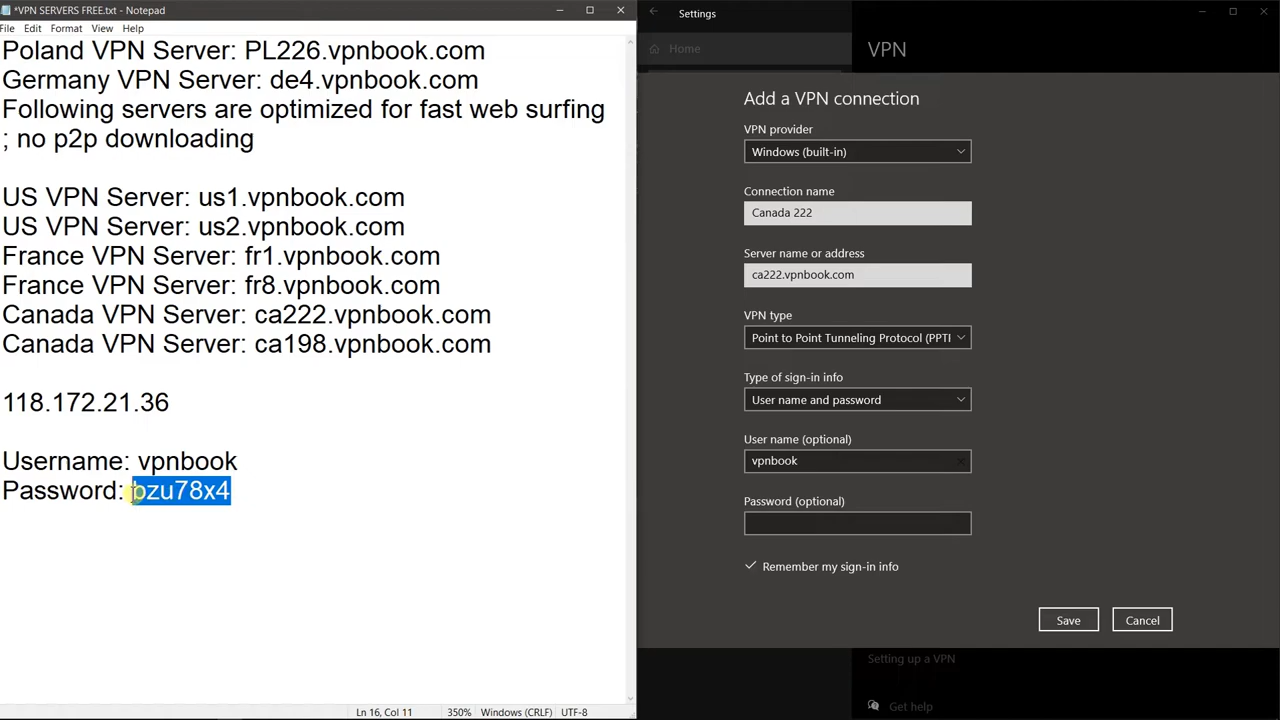 *VPN SERVERS FREE.txt - Notepad
File Edit Format View Help
Poland VPN Server: PL226.vpnbook.com
Germany VPN Server: de4.vpnbook.com
Following servers are optimized for fast web surfing
; no p2p downloading
US VPN Server: us1.vpnbook.com
US VPN Server: us2.vpnbook.com
France VPN Server: fr1.vpnbook.com
France VPN Server: fr8.vpnbook.com
Canada VPN Server: ca222.vpnbook.com
Canada VPN Server: ca198.vpnbook.com
118.172.21.36
Username: vpnbook
Password: bzu78x4
Ln 16, Col 11
350%
Windows (CRLF)
UTF-8
Settings
Home
VPN
Add a VPN connection
VPN provider
Windows (built-in)
Connection name
Canada 222
Server name or address
ca222.vpnbook.com
VPN type
Point to Point Tunneling Protocol (PPTI
Type of sign-in info
User name and password
User name (optional)
vpnbook
Password (optional)
Remember my sign-in info
Save
Cancel
Setting up a VPN
Get help